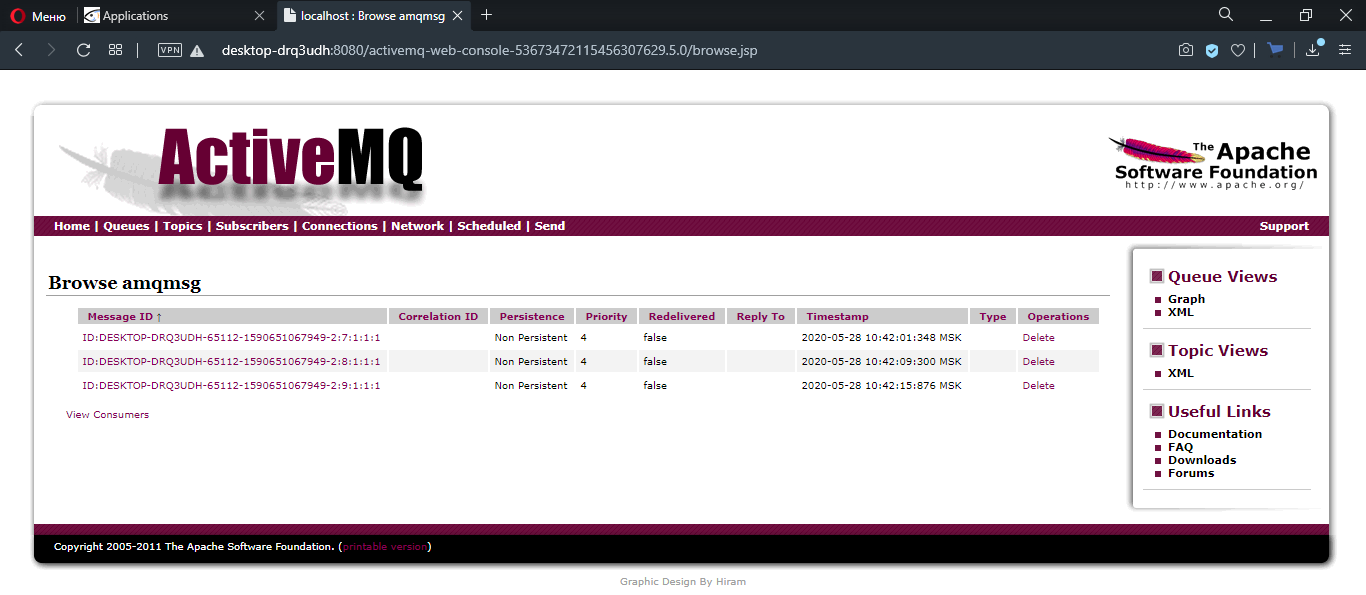 Меню
Applications
localhost : Browse amqmsg
VPN
desktop-drq3udh:8080/activemq-web-console-53673472115456307629.5.0/browse.jsp
ActiveMQ
The Apache
Software Foundation
http://www.apache.org/
Home | Queues | Topics | Subscribers | Connections | Network | Scheduled | Send
Support
Browse amqmsg
Message ID ↑ Correlation ID Persistence Priority Redelivered Reply To Timestamp Type Operations
ID:DESKTOP-DRQ3UDH-65112-1590651067949-2:7:1:1:1 Non Persistent 4 false 2020-05-28 10:42:01:348 MSK Delete
ID:DESKTOP-DRQ3UDH-65112-1590651067949-2:8:1:1:1 Non Persistent 4 false 2020-05-28 10:42:09:300 MSK Delete
ID:DESKTOP-DRQ3UDH-65112-1590651067949-2:9:1:1:1 Non Persistent 4 false 2020-05-28 10:42:15:876 MSK Delete
View Consumers
Queue Views
Graph
XML
Topic Views
XML
Useful Links
Documentation
FAQ
Downloads
Forums
Copyright 2005-2011 The Apache Software Foundation. (printable version)
Graphic Design By Hiram